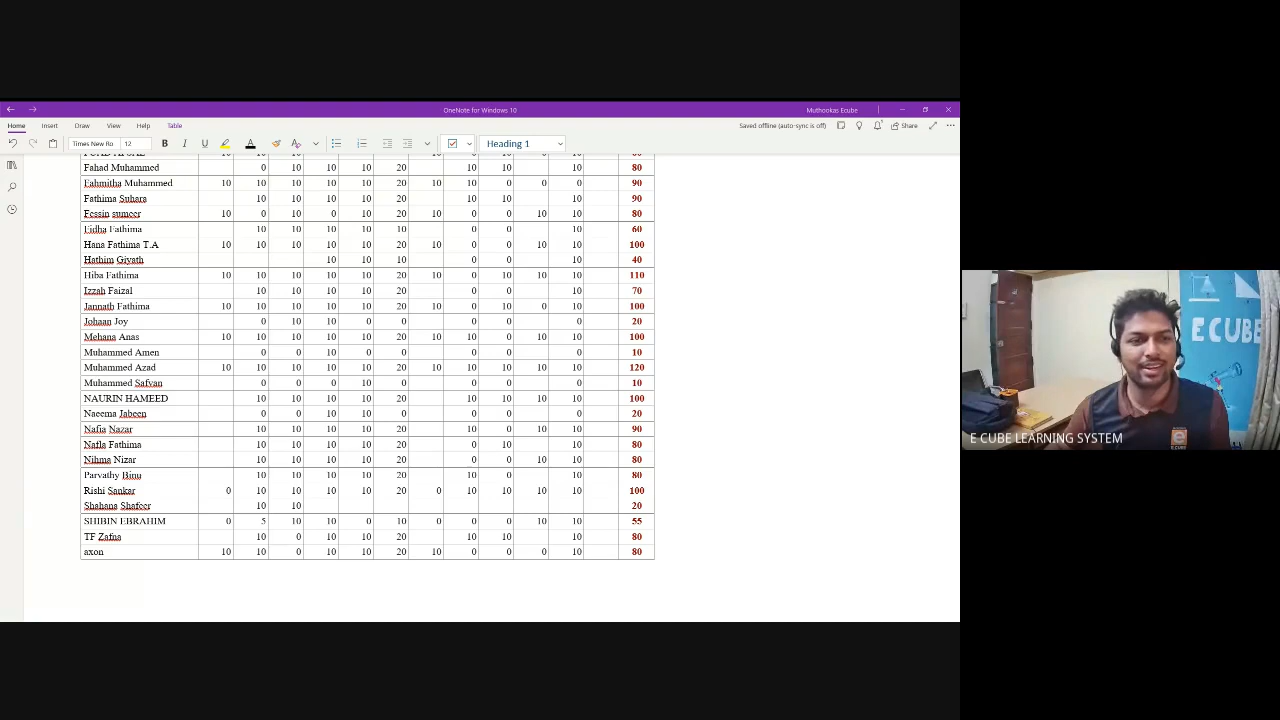 OneNote for Windows 10
Muthookas Ecube
Home Insert Draw View Help Table
Saved offline (auto-sync is off)
Share
Times New Ro 12 B I U A Heading 1
Fahad Muhammed 0 10 10 10 20 10 10 10 80
Fahmitha Muhammed 10 10 10 10 10 20 10 10 0 0 0 90
Fathima Suhara 10 10 10 10 20 10 10 10 90
Fessin sumeer 10 0 10 0 10 20 10 0 0 10 10 80
Fidha Fathima 10 10 10 10 10 0 0 10 60
Hana Fathima T.A 10 10 10 10 10 20 10 0 0 10 10 100
Hathim Giyath 10 10 10 0 0 10 40
Hiba Fathima 10 10 10 10 10 20 10 0 10 10 10 110
Izzah Faizal 10 10 10 10 20 0 0 10 70
Jannath Fathima 10 10 10 10 10 20 10 0 10 0 10 100
Johaan Joy 0 10 10 0 0 0 0 0 20
Mehana Anas 10 10 10 10 10 20 10 10 0 0 10 100
Muhammed Amen 0 0 10 0 0 0 0 0 10
Muhammed Azad 10 10 10 10 10 20 10 10 10 10 10 120
Muhammed Safvan 0 0 0 10 0 0 0 0 10
NAURIN HAMEED 10 10 10 10 20 10 10 10 10 100
Naeema Jabeen 0 0 10 10 0 0 0 0 20
Nafia Nazar 10 10 10 10 20 10 0 10 10 90
Nafla Fathima 10 10 10 10 20 0 10 10 80
Nihma Nizar 10 10 10 10 20 0 0 10 10 80
Parvathy Binu 10 10 10 10 20 10 0 10 80
Rishi Sankar 0 10 10 10 10 20 0 10 10 10 10 100
Shahana Shafeer 10 10 20
SHIBIN EBRAHIM 0 5 10 10 0 10 0 0 0 10 10 55
TF Zafna 10 0 10 10 20 10 10 10 80
axon 10 10 0 10 10 20 10 0 0 0 10 80
E CUBE
E CUBE LEARNING SYSTEM